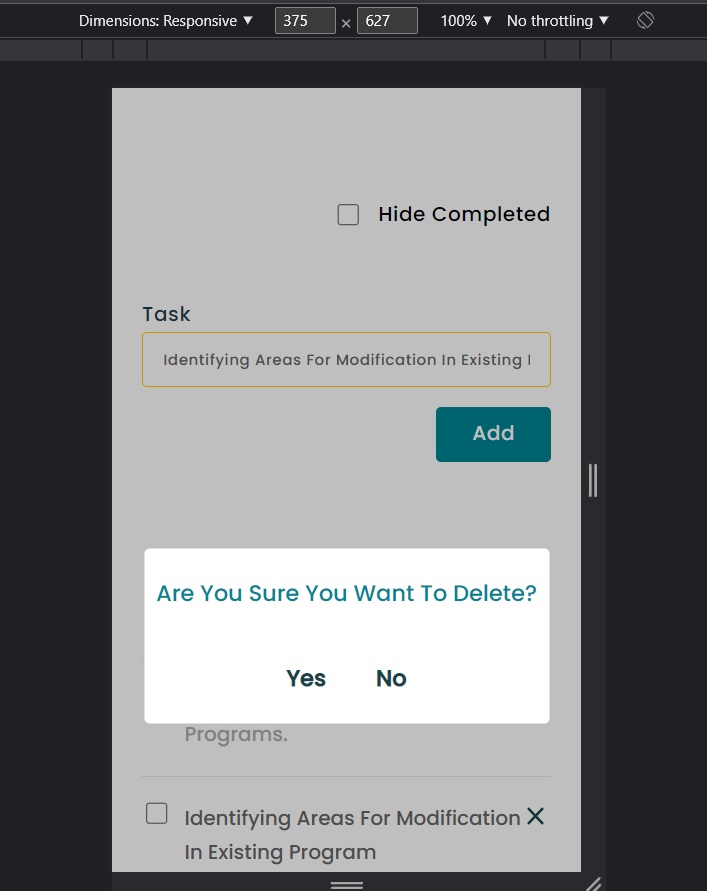 Dimensions: Responsive ▼ 375 × 627 100% ▼ No throttling ▼
Hide Completed
Task
Identifying Areas For Modification In Existing
Add
Are You Sure You Want To Delete?
Yes No
Programs.
Identifying Areas For Modification
In Existing Program